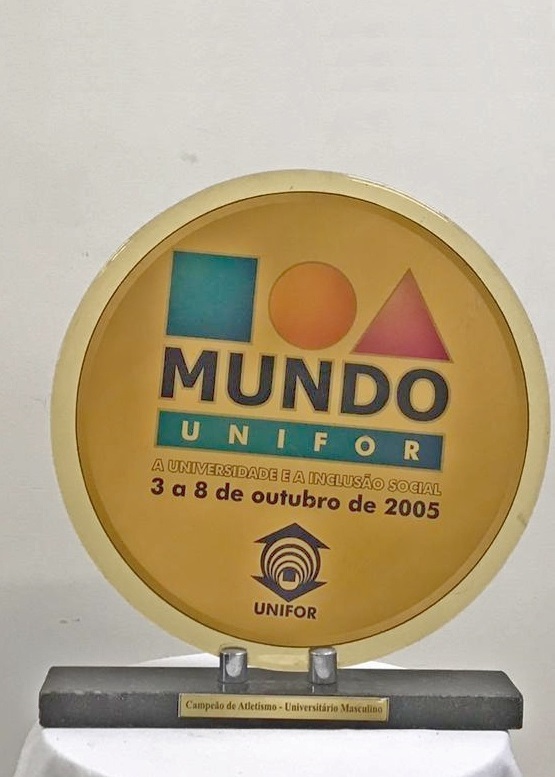 MUNDO
UNIFOR
A UNIVERSIDADE E A INCLUSÃO SOCIAL
3 a 8 de outubro de 2005
UNIFOR
Campeão de Atletismo - Universitário Masculino